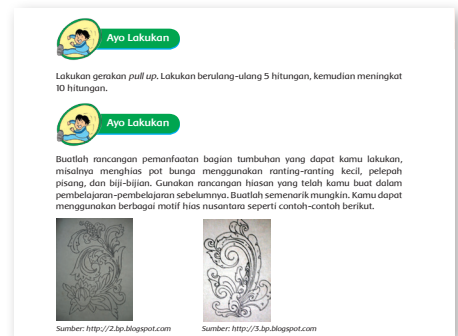 Ayo Lakukan
Lakukan gerakan pull up. Lakukan berulang-ulang 5 hitungan, kemudian meningkat
10 hitungan.
Ayo Lakukan
Buatlah rancangan pemanfaatan bagian tumbuhan yang dapat kamu lakukan,
misalnya menghias pot bunga menggunakan ranting-ranting kecil, pelepah
pisang, dan biji-bijian. Gunakan rancangan hiasan yang telah kamu buat dalam
pembelajaran-pembelajaran sebelumnya. Buatlah semenarik mungkin. Kamu dapat
menggunakan berbagai motif hias nusantara seperti contoh-contoh berikut.
Sumber: http://2.bp.blogspot.com
Sumber: http://3.bp.blogspot.com